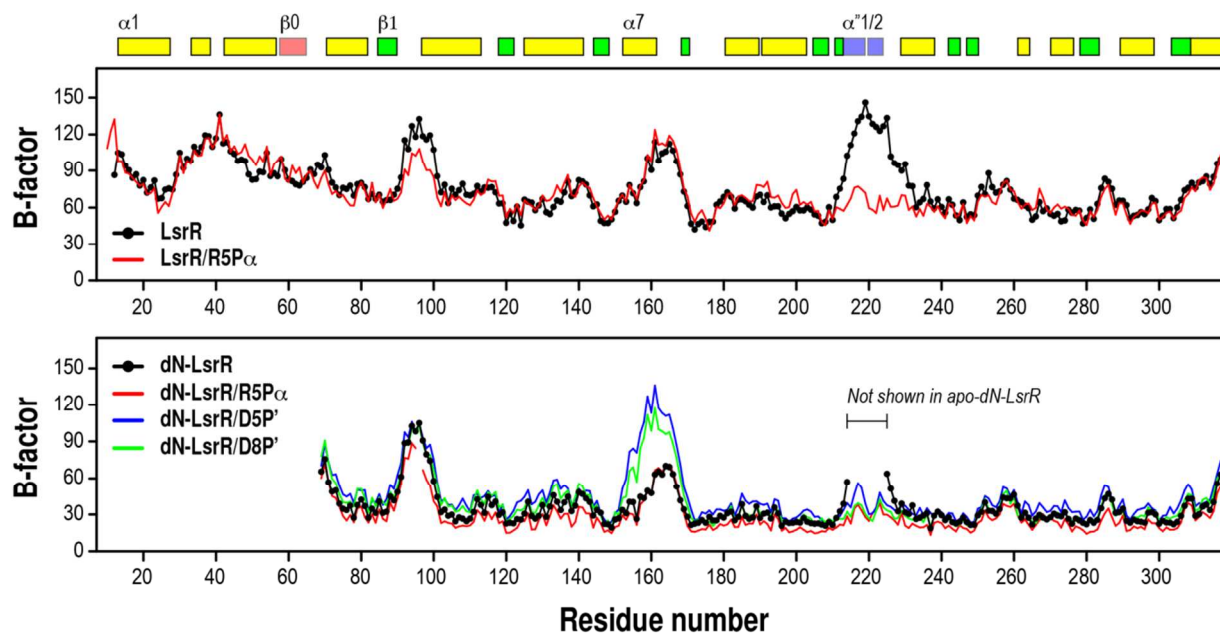 α1 β0 β1 α7 α"1/2
B-factor
150
120
90
60
30
0
LsrR
LsrR/R5Pα
20 40 60 80 100 120 140 160 180 200 220 240 260 280 300
B-factor
150
120
90
60
30
0
dN-LsrR
dN-LsrR/R5Pα
dN-LsrR/D5P'
dN-LsrR/D8P'
Not shown in apo-dN-LsrR
20 40 60 80 100 120 140 160 180 200 220 240 260 280 300
Residue number